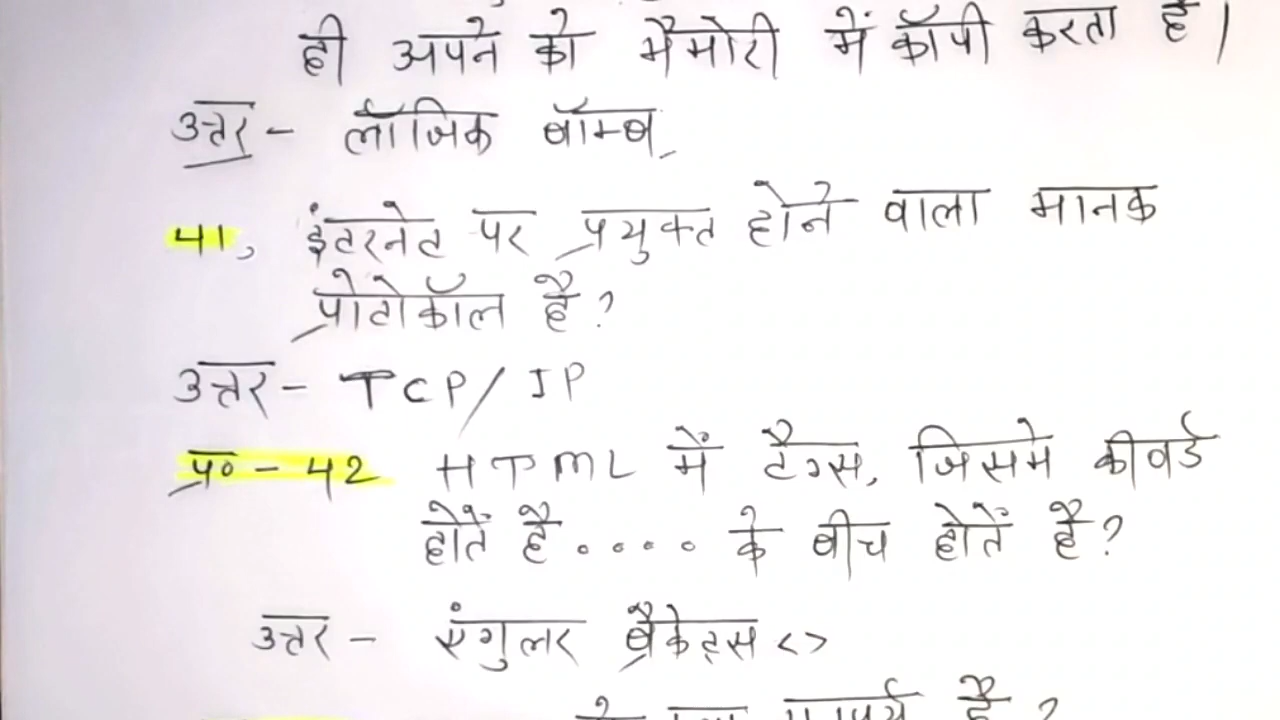 ही अपने को मैमोरी में कॉपी करता है।
उत्तर - लॉजिक बॉम्ब,
41, इंटरनेट पर प्रयुक्त होने वाला मानक
प्रोटोकॉल है?
उत्तर - TCP/IP
प्र० - 42 HTML में टैग्स, जिसमे कीवर्ड
होतें है.... के बीच होतें है?
उत्तर - एंगुलर ब्रैकेट्स <>
है?